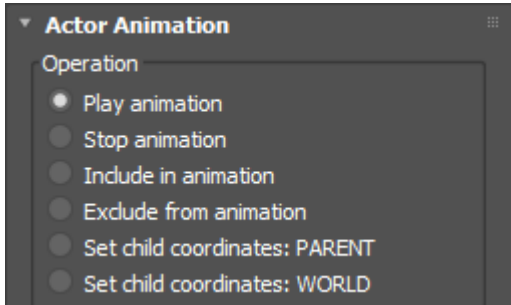 Actor Animation
Operation
Play animation
Stop animation
Include in animation
Exclude from animation
Set child coordinates: PARENT
Set child coordinates: WORLD